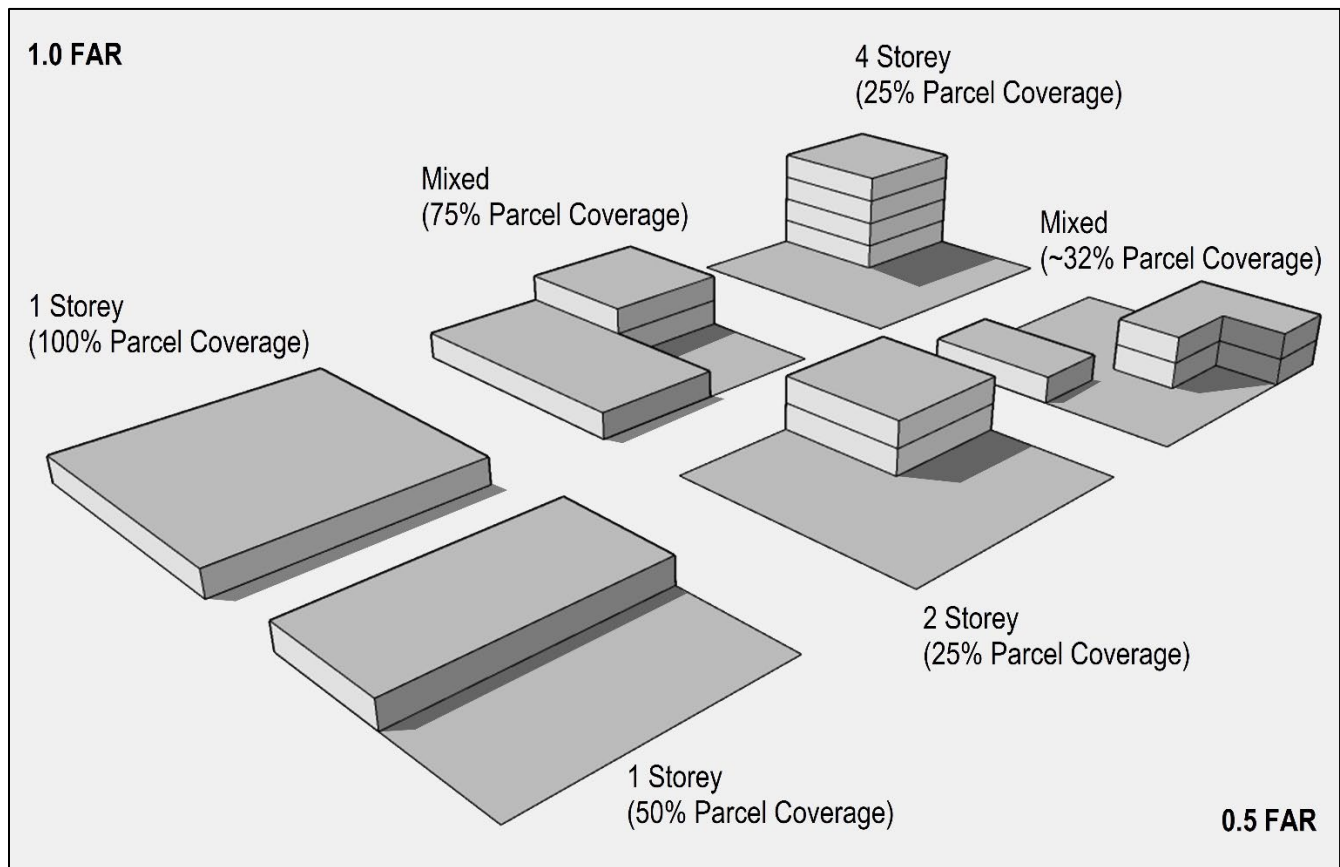 1.0 FAR
4 Storey
(25% Parcel Coverage)
Mixed
(75% Parcel Coverage)
Mixed
(~32% Parcel Coverage)
1 Storey
(100% Parcel Coverage)
2 Storey
(25% Parcel Coverage)
1 Storey
(50% Parcel Coverage)
0.5 FAR